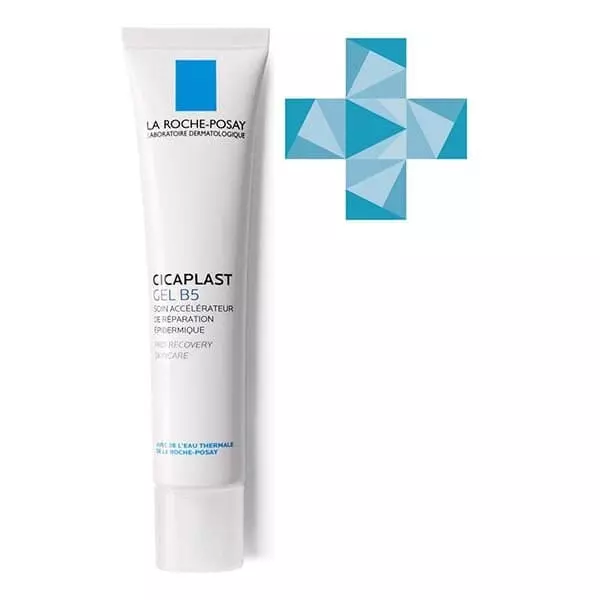 LA ROCHE-POSAY
LABORATOIRE DERMATOLOGIQUE
CICAPLAST
GEL B5
SOIN ACCÉLÉRATEUR
DE RÉPARATION
ÉPIDERMIQUE
PRO-RECOVERY
SKINCARE
AVEC DE L'EAU THERMALE
DE LA ROCHE-POSAY